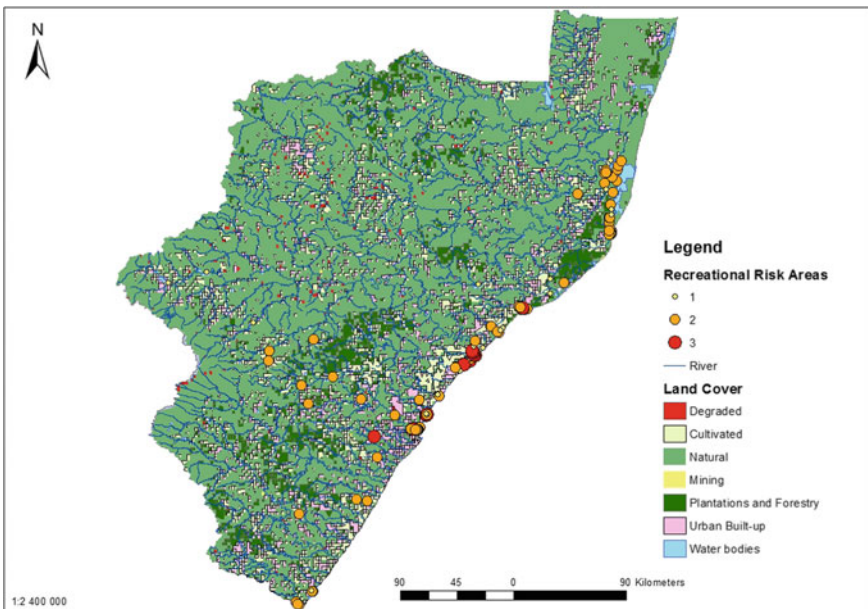 N
Legend
Recreational Risk Areas
1
2
3
River
Land Cover
Degraded
Cultivated
Natural
Mining
Plantations and Forestry
Urban Built-up
Water bodies
90 45 0 90 Kilometers
1:2 400 000